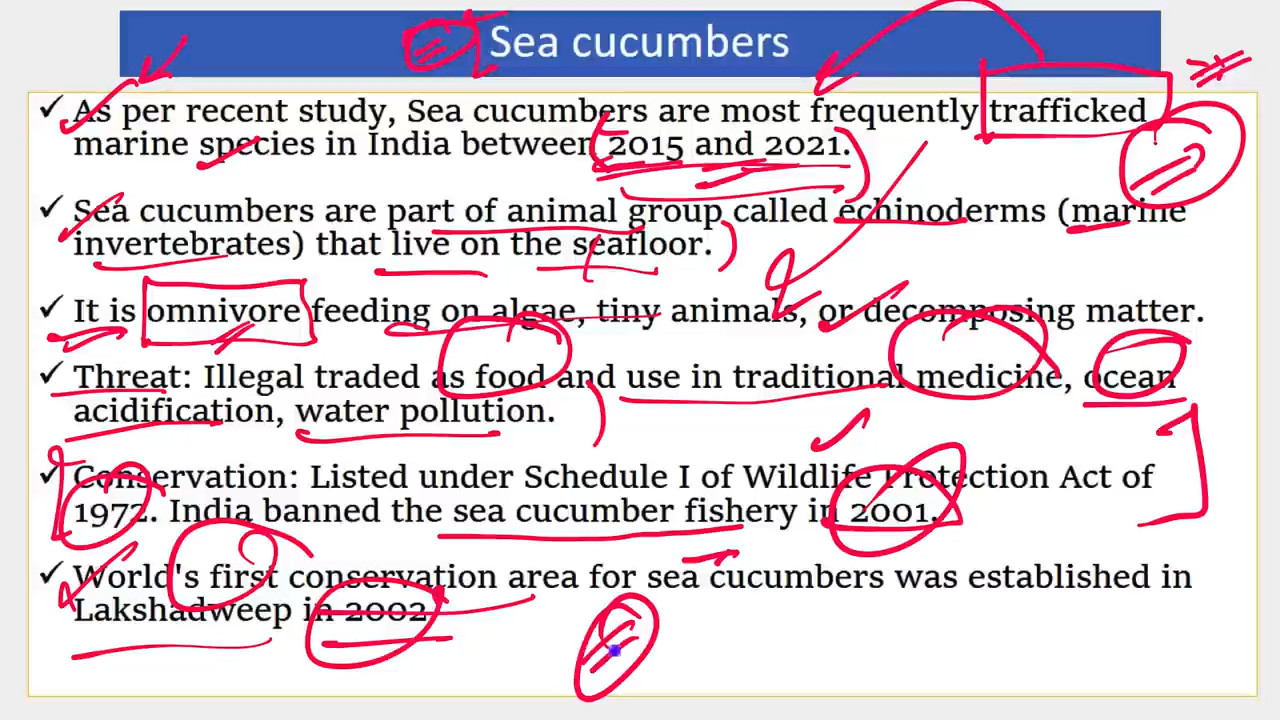 Sea cucumbers
✓ As per recent study, Sea cucumbers are most frequently trafficked
marine species in India between 2015 and 2021.
✓ Sea cucumbers are part of animal group called echinoderms (marine
invertebrates) that live on the seafloor.
✓ It is omnivore feeding on algae, tiny animals, or decomposing matter.
✓ Threat: Illegal traded as food and use in traditional medicine, ocean
acidification, water pollution.
✓ Conservation: Listed under Schedule I of Wildlife Protection Act of
1972. India banned the sea cucumber fishery in 2001.
✓ World's first conservation area for sea cucumbers was established in
Lakshadweep in 2002